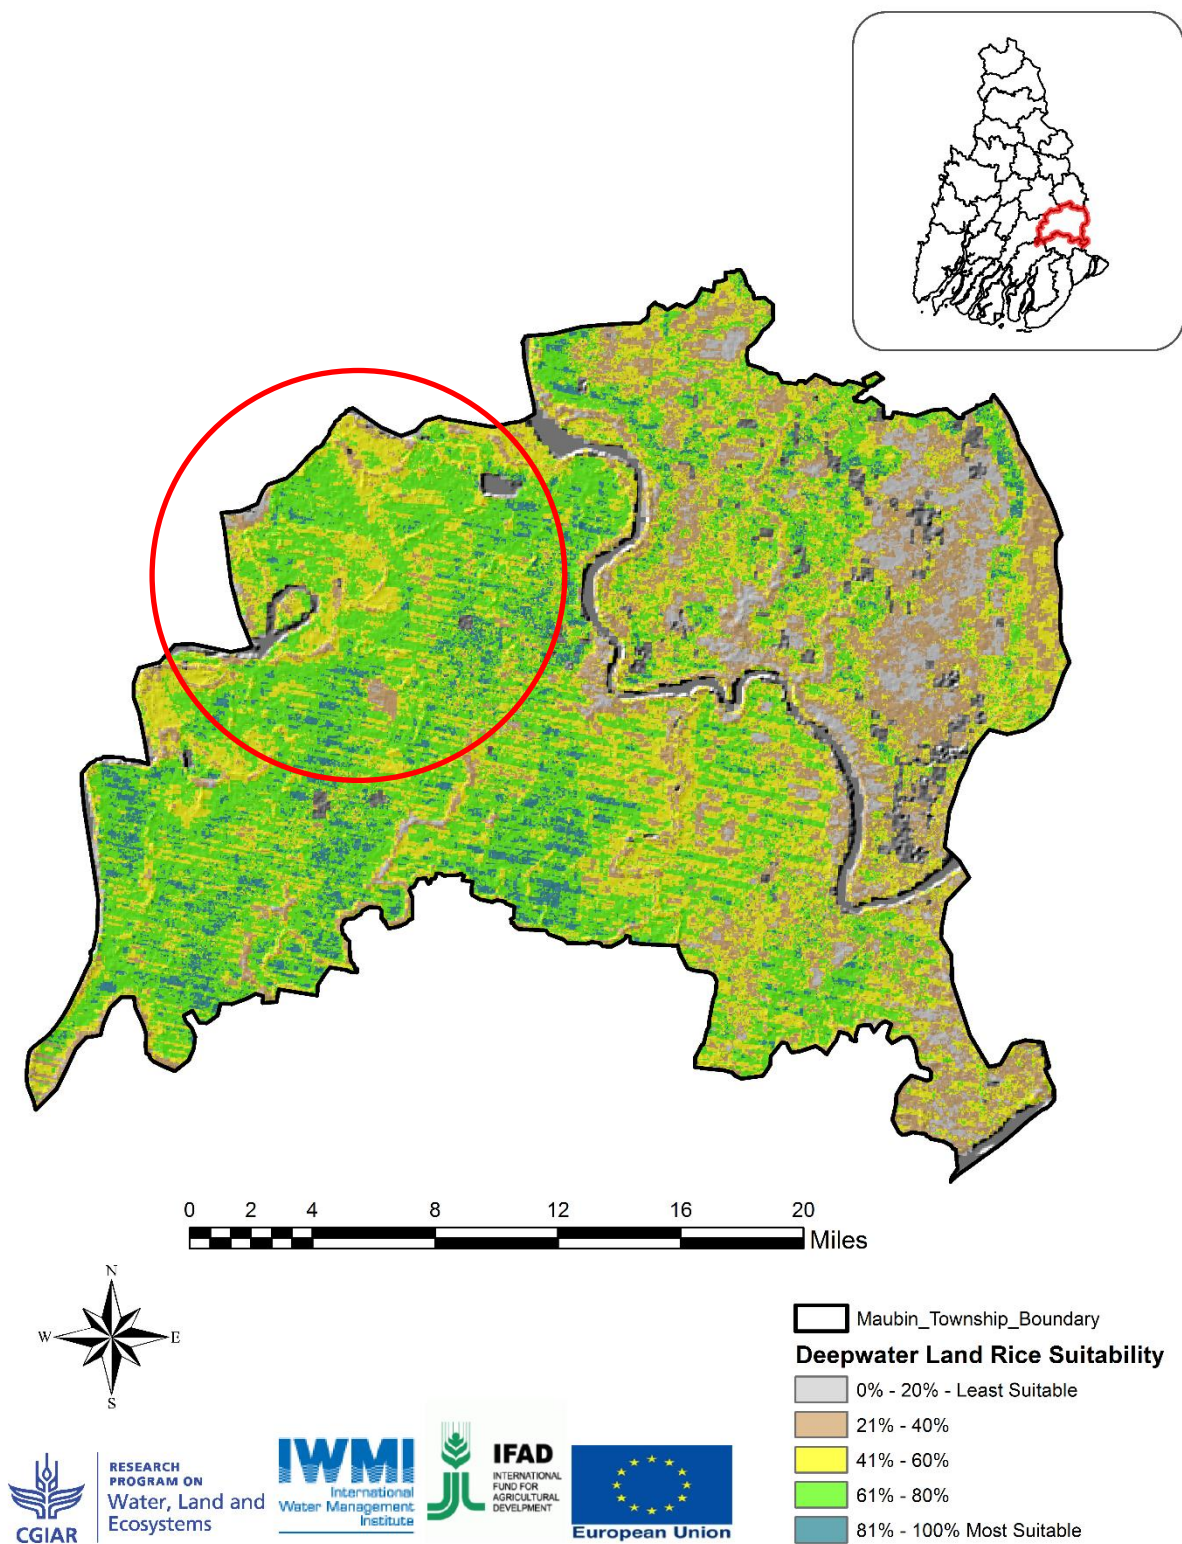 0 2 4 8 12 16 20
Miles
N
W E
S
Maubin_Township_Boundary
Deepwater Land Rice Suitability
0% - 20% - Least Suitable
21% - 40%
41% - 60%
61% - 80%
81% - 100% Most Suitable
CGIAR
RESEARCH
PROGRAM ON
Water, Land and
Ecosystems
IWMI
International
Water Management
Institute
IFAD
INTERNATIONAL
FUND FOR
AGRICULTURAL
DEVELPMENT
European Union